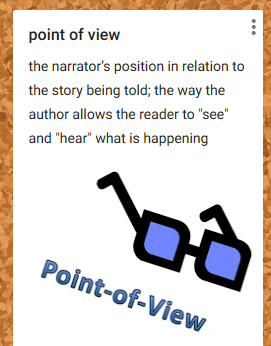 point of view
the narrator's position in relation to
the story being told; the way the
author allows the reader to "see"
and "hear" what is happening
Point-of-View